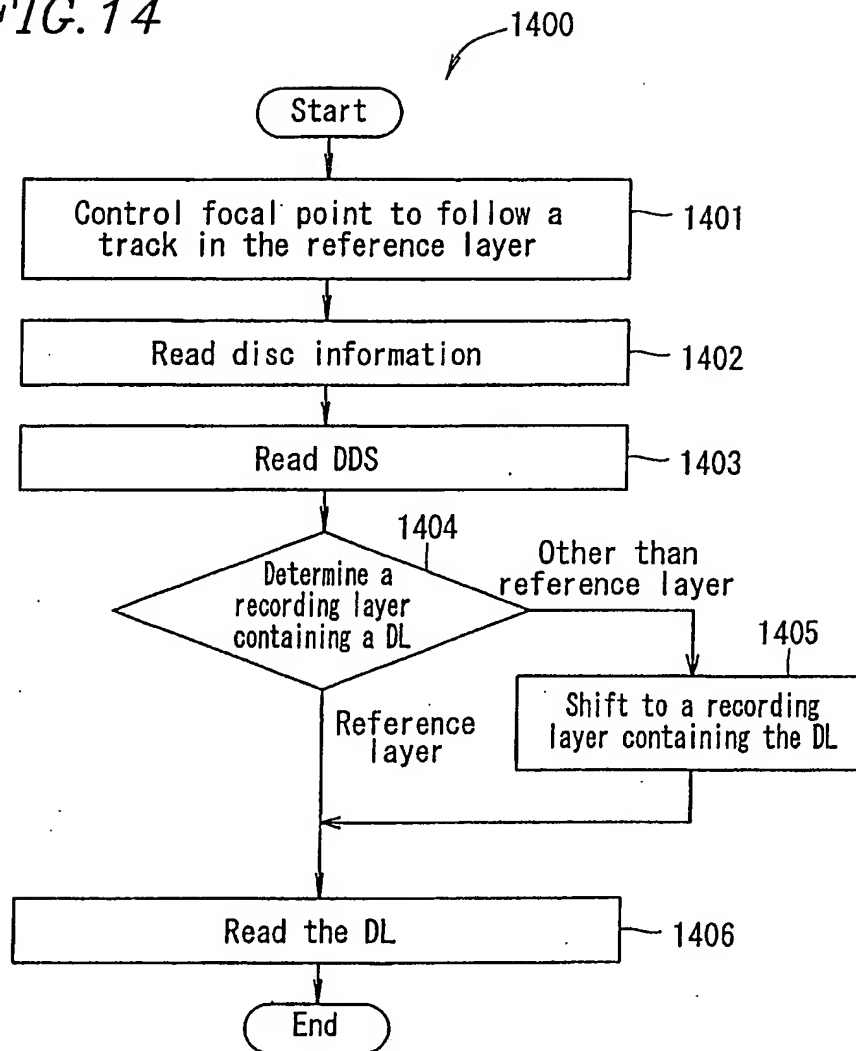 FIG. 14
1400
Start
Control focal point to follow a
track in the reference layer
1401
Read disc information
1402
Read DDS
1403
1404
Determine a
recording layer
containing a DL
Other than
reference layer
1405
Shift to a recording
layer containing the DL
Reference
layer
Read the DL
1406
End